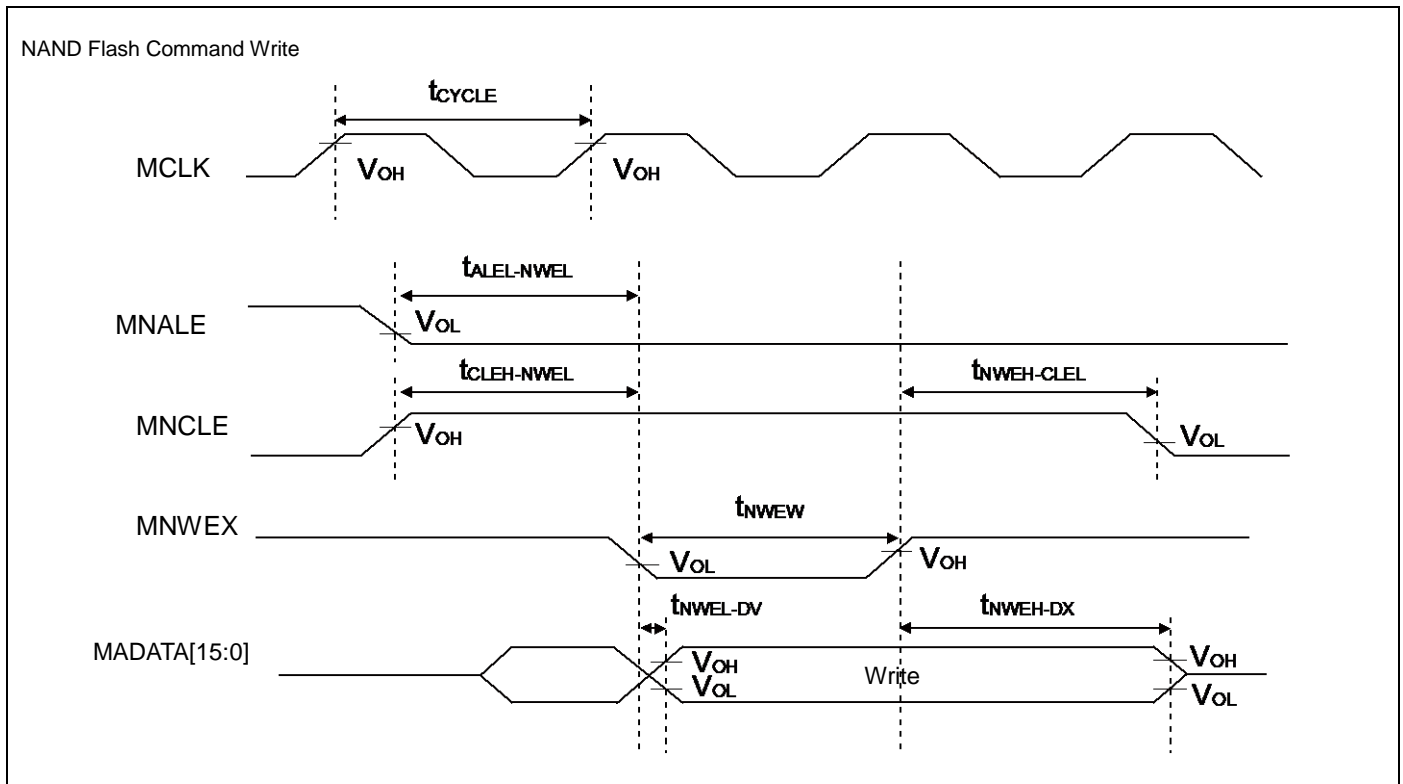 NAND Flash Command Write
tCYCLE
MCLK
VOH
VOH
tALEL-NWEL
MNALE
VOL
tCLEH-NWEL
tNWEH-CLEL
MNCLE
VOH
VOL
MNWEX
tNWEW
VOL
VOH
tNWEL-DV
tNWEH-DX
MADATA[15:0]
VOH
VOL
Write
VOH
VOL